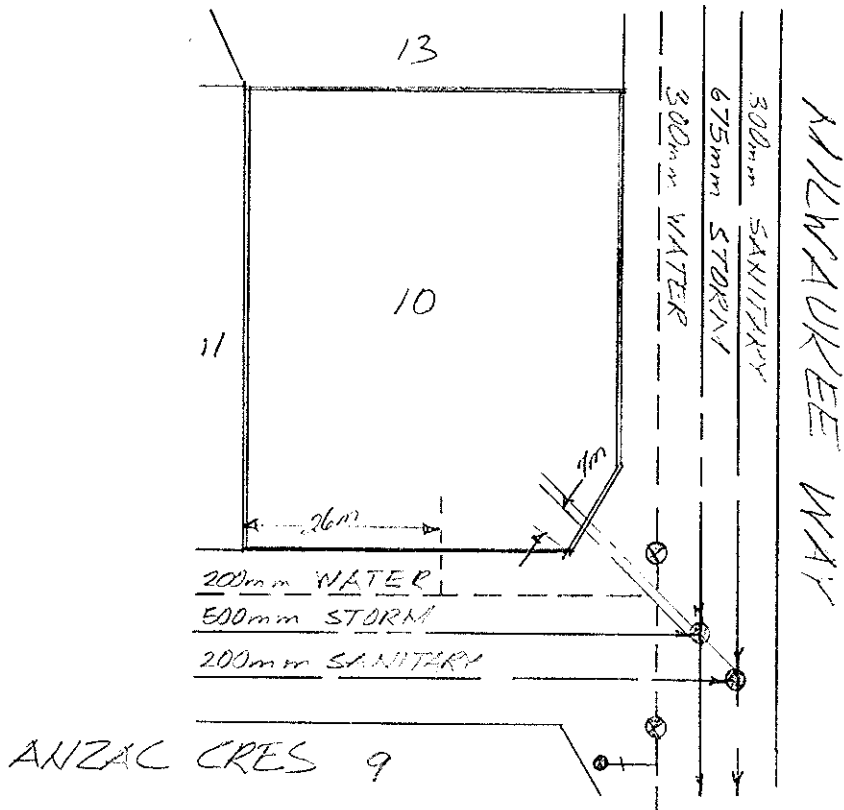 13
300mm SANITARY
675mm STORM
300mm WATER
MILWAUKEE WAY
10
11
26m
200mm WATER
500mm STORM
200mm SANITARY
ANZAC CRES 9